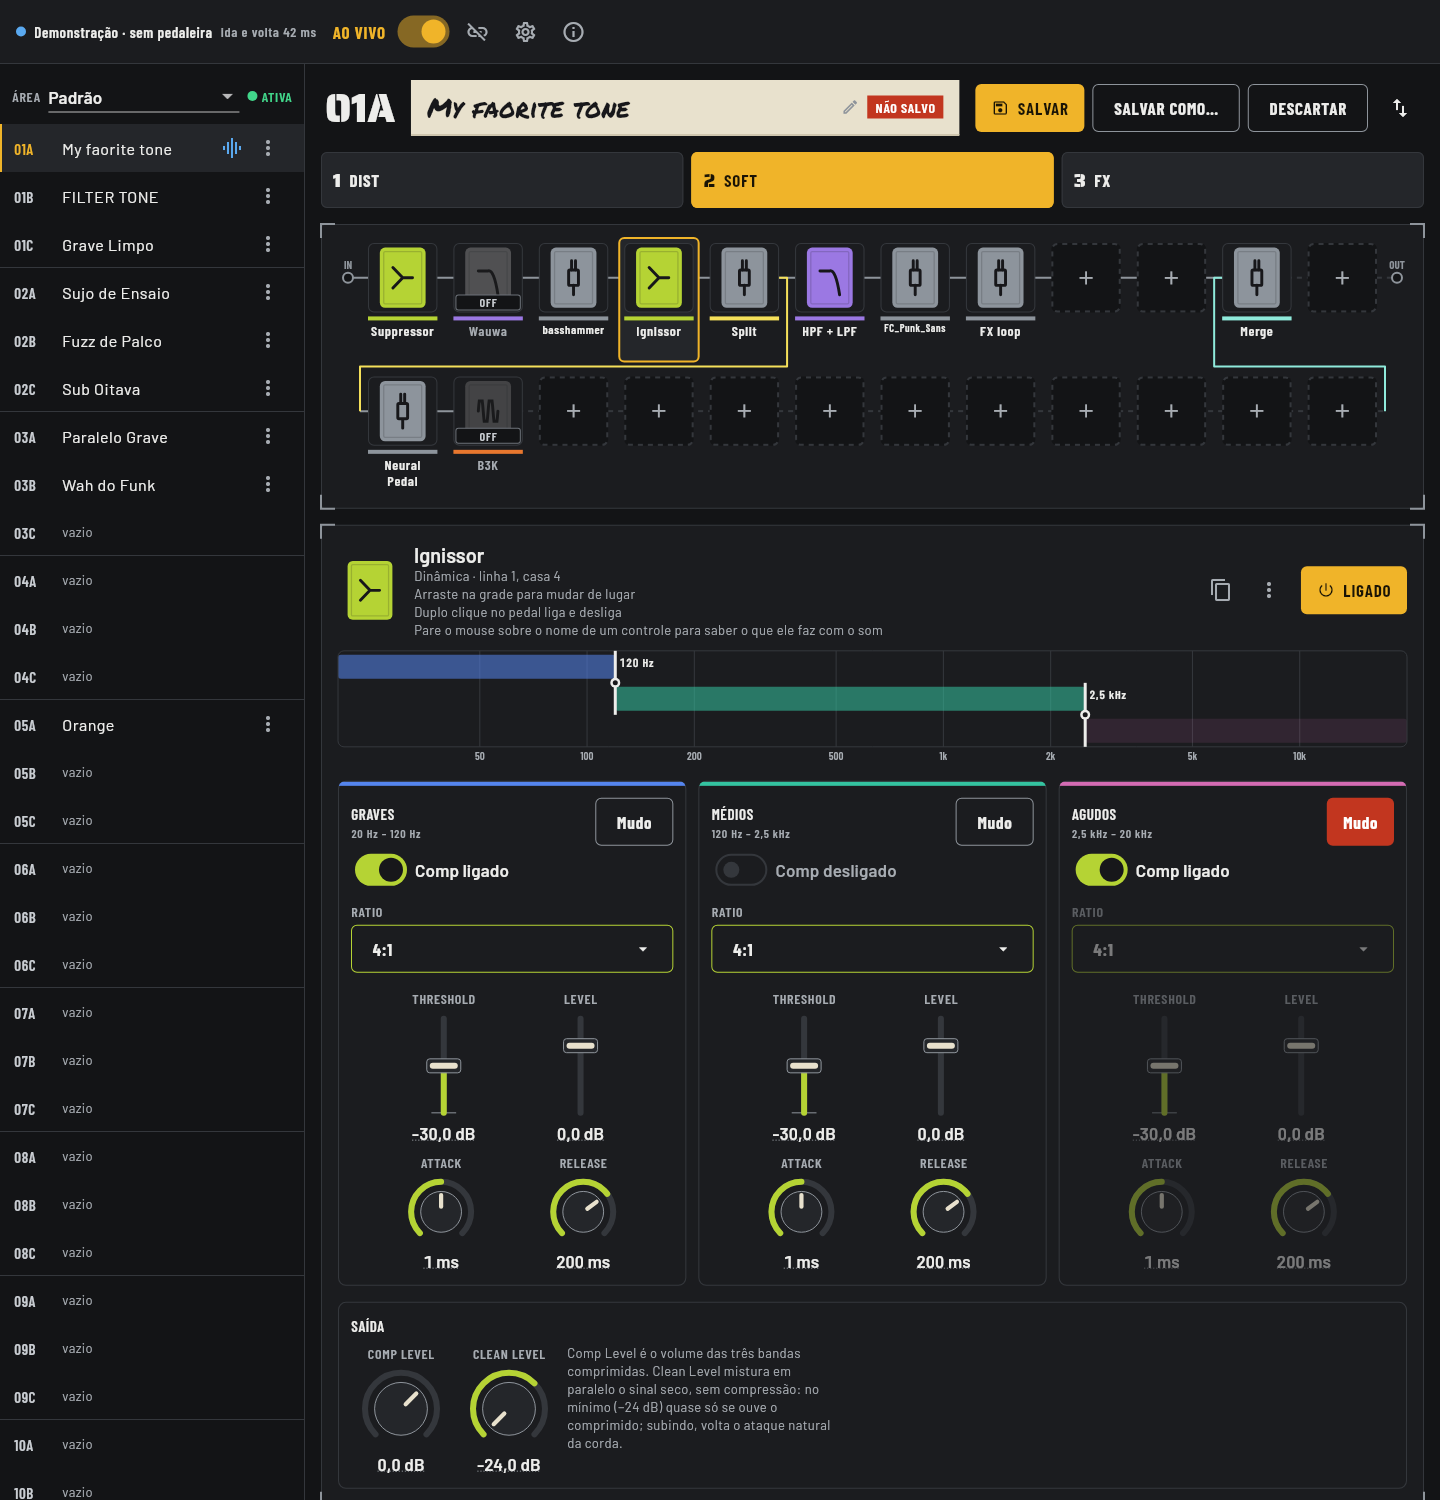 Demonstração · sem pedaleira Ida e volta 42 ms AO VIVO
ÁREA Padrão ATIVA
01A My faorite tone
01B FILTER TONE
01C Grave Limpo
02A Sujo de Ensaio
02B Fuzz de Palco
02C Sub Oitava
03A Paralelo Grave
03B Wah do Funk
03C vazio
04A vazio
04B vazio
04C vazio
05A Orange
05B vazio
05C vazio
06A vazio
06B vazio
06C vazio
07A vazio
07B vazio
07C vazio
08A vazio
08B vazio
08C vazio
09A vazio
09B vazio
09C vazio
10A vazio
10B vazio
01A My faorite tone NÃO SALVO SALVAR SALVAR COMO... DESCARTAR
1 DIST 2 SOFT 3 FX
IN OUT
OFF
Suppressor Wauwa basshammer Ignissor Split HPF + LPF FC_Punk_Sans FX loop + + Merge +
OFF + + + + + + + + + +
Neural Pedal B3K
Ignissor
Dinâmica · linha 1, casa 4
Arraste na grade para mudar de lugar
Duplo clique no pedal liga e desliga
Pare o mouse sobre o nome de um controle para saber o que ele faz com o som
LIGADO
120 Hz
2,5 kHz
50 100 200 500 1k 2k 5k 10k
GRAVES
20 Hz – 120 Hz
Mudo
Comp ligado
RATIO
4:1
THRESHOLD LEVEL
-30,0 dB 0,0 dB
ATTACK RELEASE
1 ms 200 ms
MÉDIOS
120 Hz – 2,5 kHz
Mudo
Comp desligado
RATIO
4:1
THRESHOLD LEVEL
-30,0 dB 0,0 dB
ATTACK RELEASE
1 ms 200 ms
AGUDOS
2,5 kHz – 20 kHz
Mudo
Comp ligado
RATIO
4:1
THRESHOLD LEVEL
-30,0 dB 0,0 dB
ATTACK RELEASE
1 ms 200 ms
SAÍDA
COMP LEVEL CLEAN LEVEL
0,0 dB -24,0 dB
Comp Level é o volume das três bandas
comprimidas. Clean Level mistura em
paralelo o sinal seco, sem compressão: no
mínimo (−24 dB) quase só se ouve o
comprimido; subindo, volta o ataque natural
da corda.